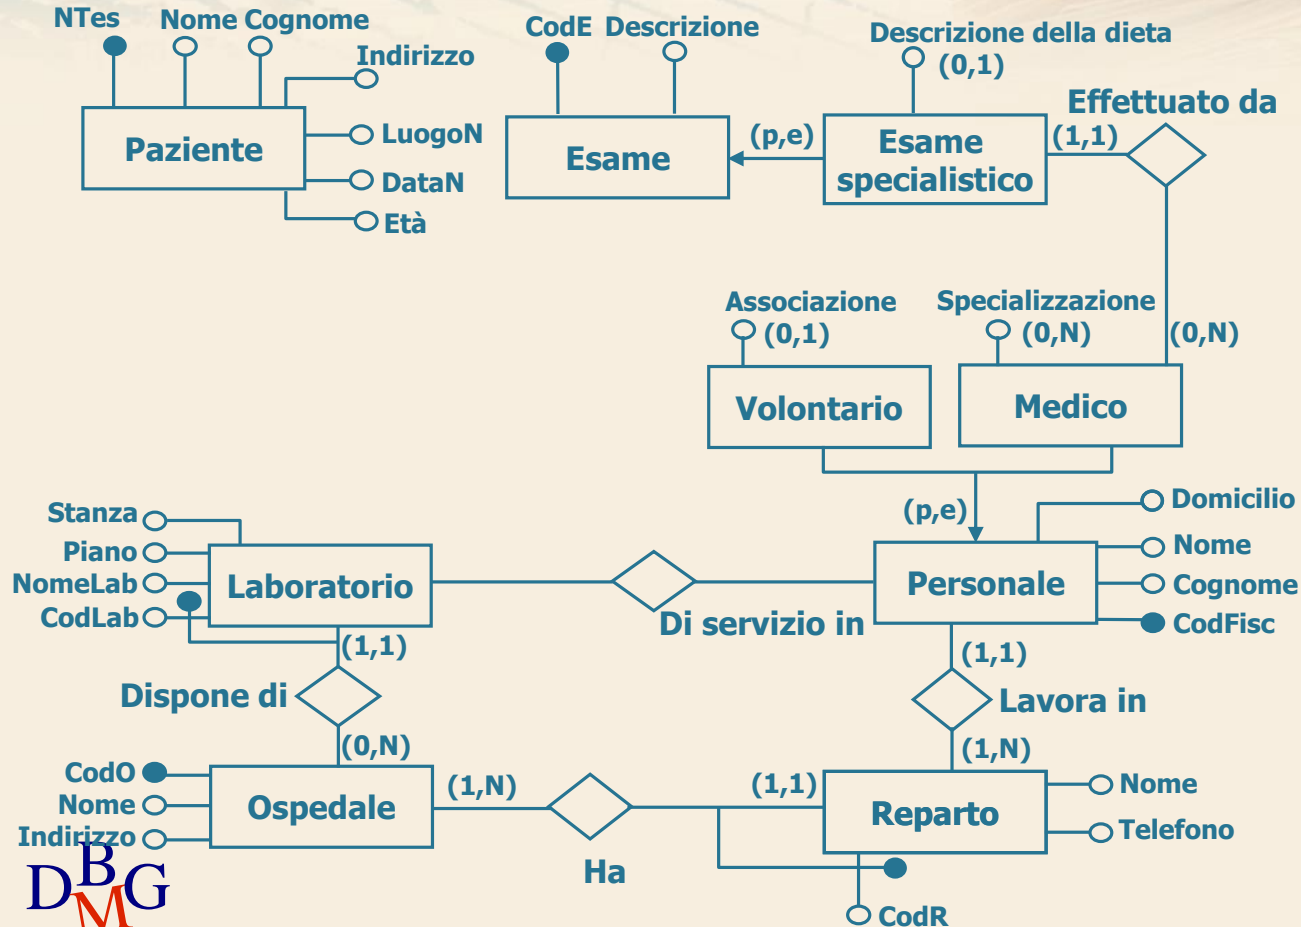 NTes
Nome Cognome
Indirizzo
Paziente
LuogoN
DataN
Età
CodE Descrizione
Esame
(p,e)
Descrizione della dieta
(0,1)
Esame
specialistico
(1,1)
Effettuato da
(0,N)
Associazione
(0,1)
Volontario
Specializzazione
(0,N)
Medico
(p,e)
Stanza
Piano
NomeLab
CodLab
Laboratorio
(1,1)
Di servizio in
Personale
Domicilio
Nome
Cognome
CodFisc
(1,1)
Dispone di
Lavora in
(0,N)
(1,N)
CodO
Nome
Indirizzo
Ospedale
(1,N)
Ha
(1,1)
Reparto
Nome
Telefono
CodR
DBMG